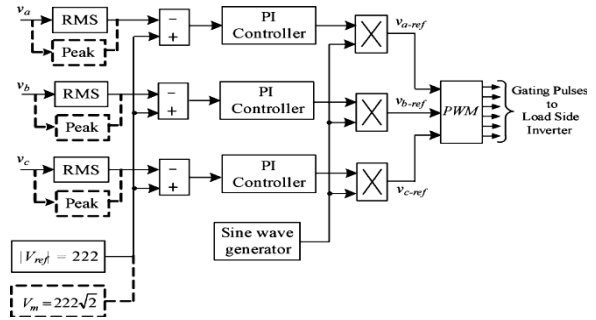 v_a RMS − + PI Controller v_a-ref
Peak
v_b RMS − + PI Controller v_b-ref PWM Gating Pulses to Load Side Inverter
Peak
v_c RMS − + PI Controller v_c-ref
Peak
|V_ref| = 222
Sine wave generator
V_m = 222√2